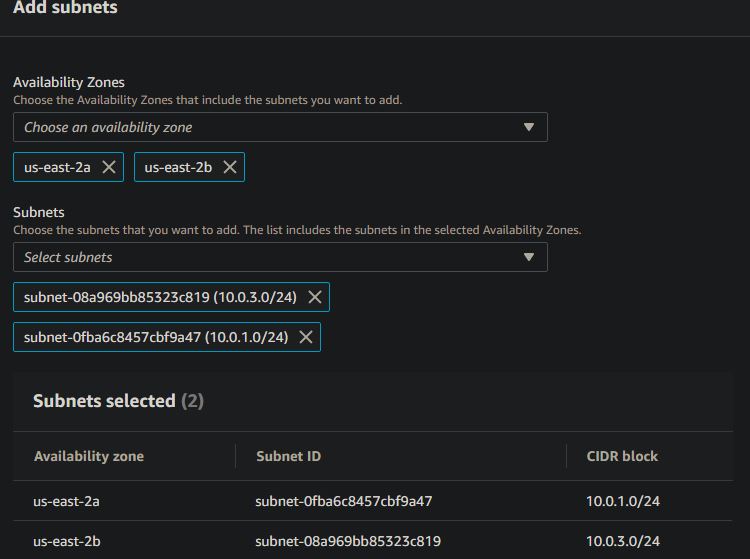 Add subnets
Availability Zones
Choose the Availability Zones that include the subnets you want to add.
Choose an availability zone
us-east-2a us-east-2b
Subnets
Choose the subnets that you want to add. The list includes the subnets in the selected Availability Zones.
Select subnets
subnet-08a969bb85323c819 (10.0.3.0/24)
subnet-0fba6c8457cbf9a47 (10.0.1.0/24)
Subnets selected (2)
Availability zone Subnet ID CIDR block
us-east-2a subnet-0fba6c8457cbf9a47 10.0.1.0/24
us-east-2b subnet-08a969bb85323c819 10.0.3.0/24